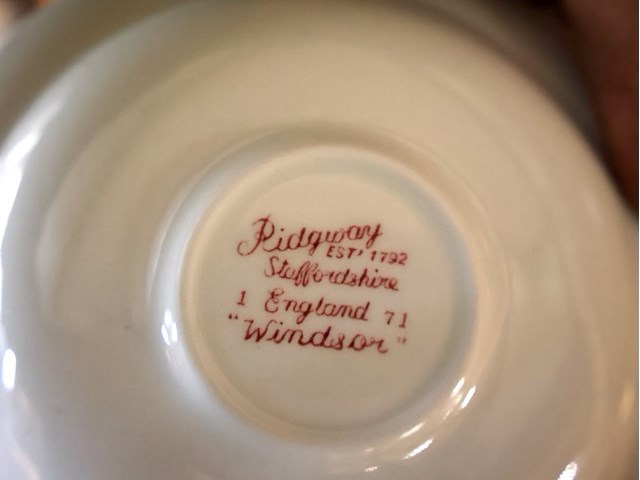 Ridgway
EST' 1792
Staffordshire
1 England 71
"Windsor"